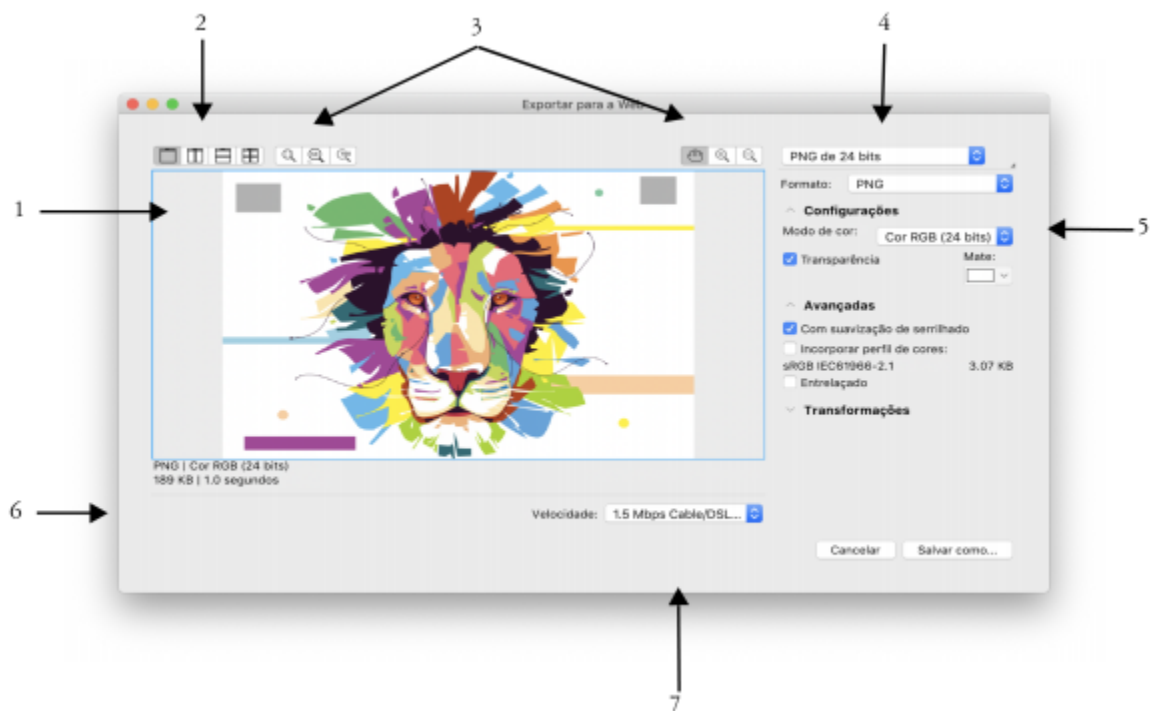 2
3
4
Exportar para a Web
PNG de 24 bits
Formato: PNG
1
Configurações
5
Modo de cor: Cor RGB (24 bits)
Transparência
Mate:
Avançadas
Com suavização de serrilhado
Incorporar perfil de cores:
sRGB IEC61966-2.1 3.07 KB
Entrelaçado
Transformações
PNG | Cor RGB (24 bits)
189 KB | 1.0 segundos
6
Velocidade: 1.5 Mbps Cable/DSL...
Cancelar
Salvar como...
7